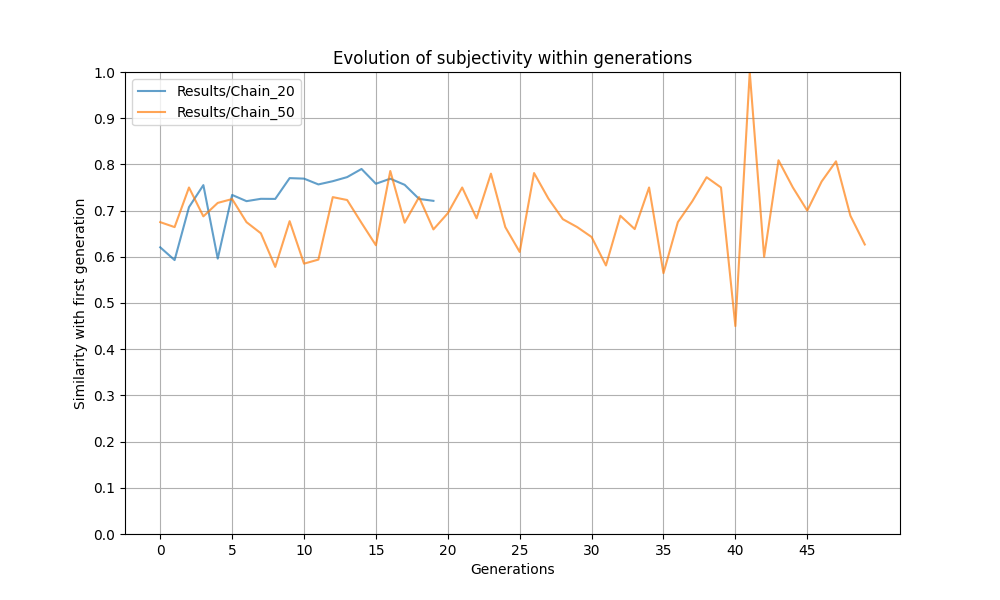 Evolution of subjectivity within generations
Results/Chain_20
Results/Chain_50
Similarity with first generation
1.0
0.9
0.8
0.7
0.6
0.5
0.4
0.3
0.2
0.1
0.0
0 5 10 15 20 25 30 35 40 45
Generations